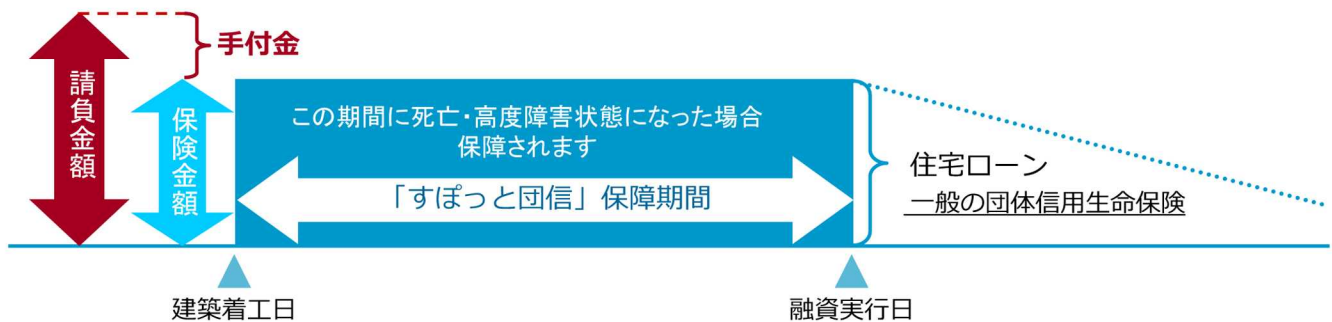 手付金
請負金額
保険金額
この期間に死亡・高度障害状態になった場合
保障されます
「すぽっと団信」保障期間
住宅ローン
一般の団体信用生命保険
建築着工日
融資実行日